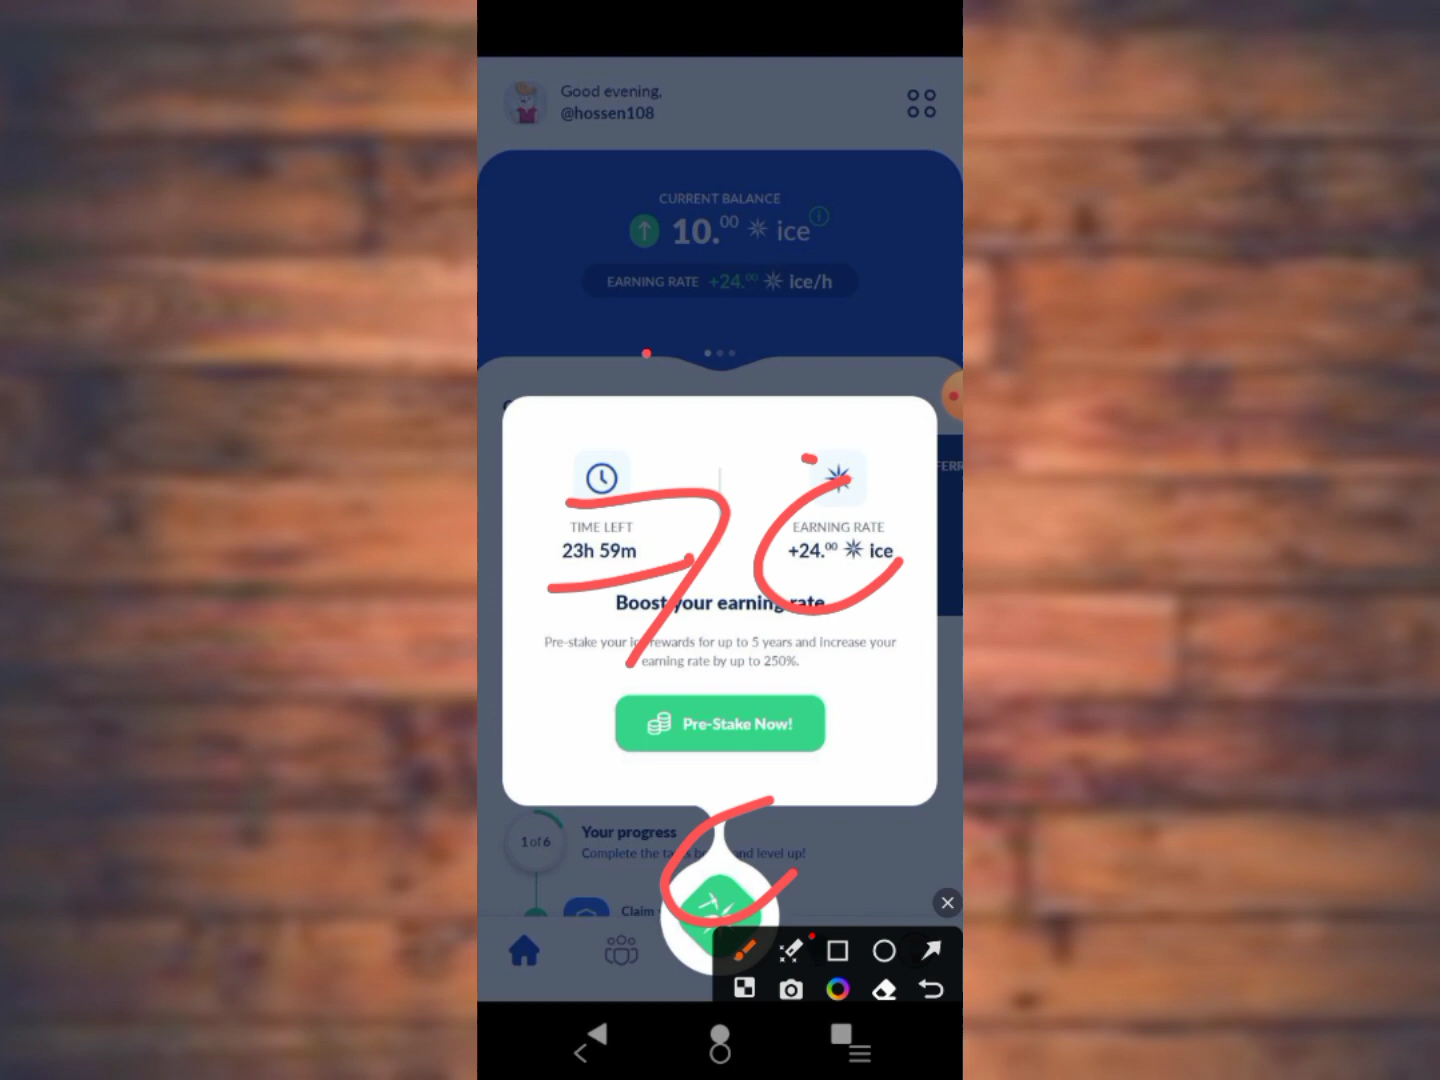 Good evening,
@hossen108
CURRENT BALANCE
10.00 ice
EARNING RATE +24.00 ice/h
TIME LEFT
23h 59m
EARNING RATE
+24.00 ice
Boost your earning rate
Pre-stake your ice rewards for up to 5 years and increase your
earning rate by up to 250%.
Pre-Stake Now!
1 of 6
Your progress
Complete the and level up!
Claim